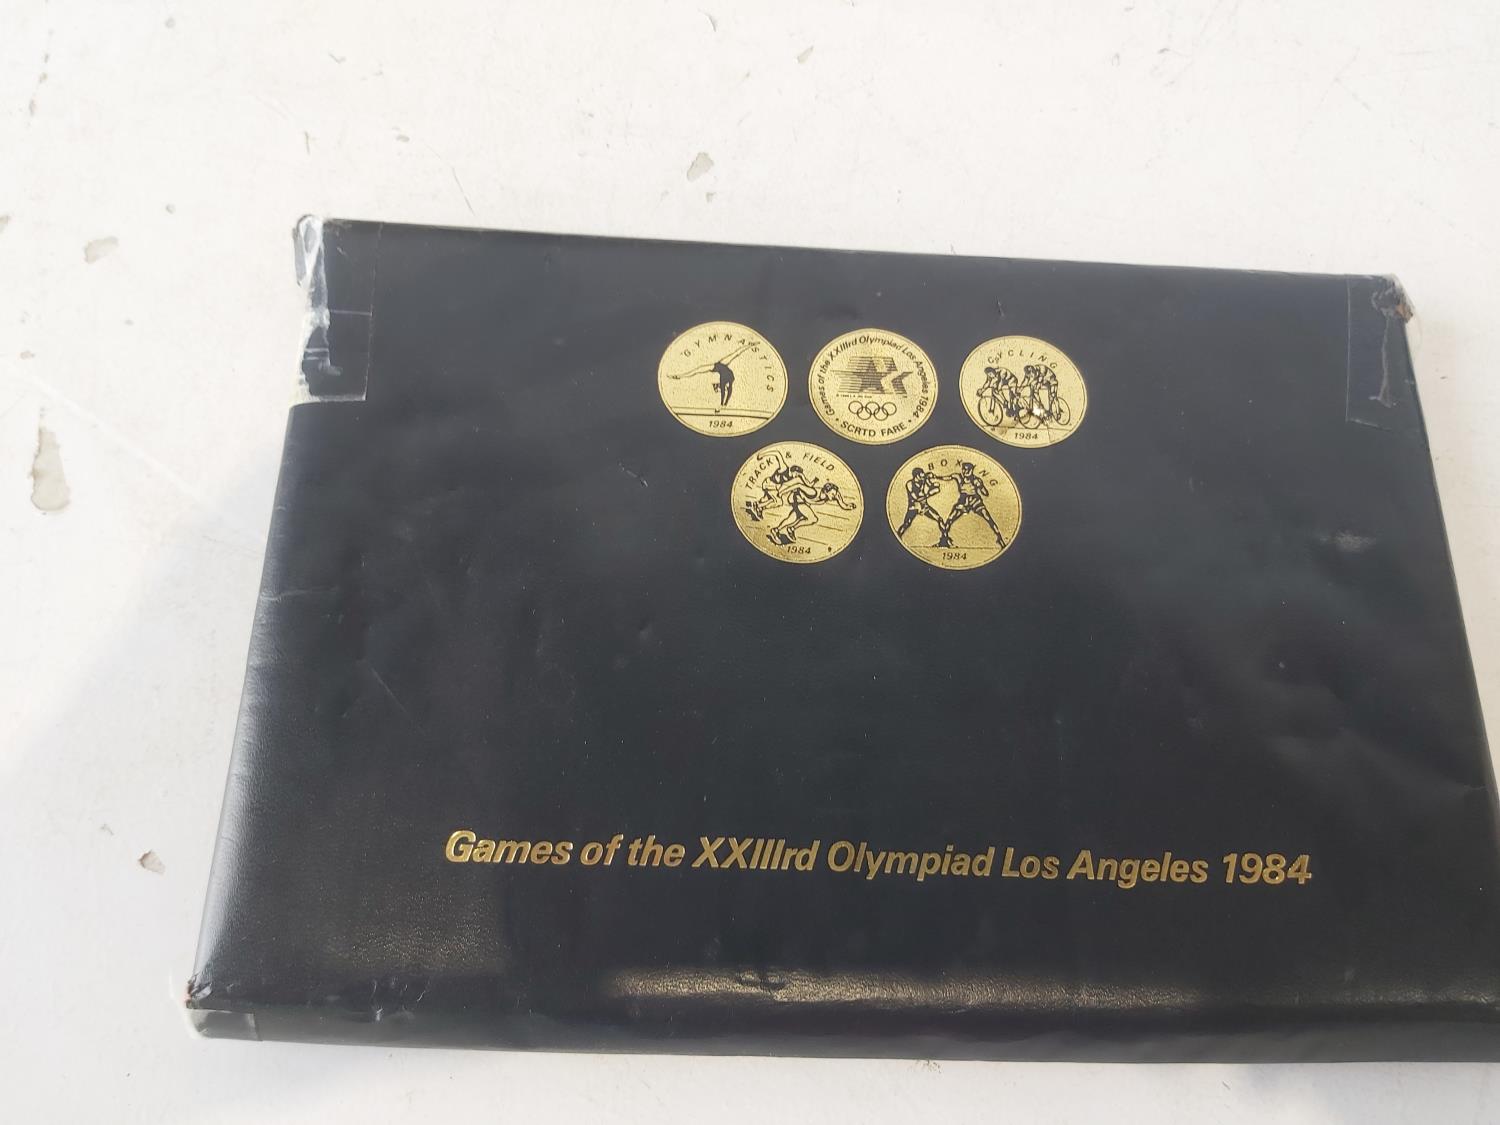 GYMNASTICS
1984
Games of the XXIIIrd Olympiad Los Angeles 1984
SCRTD FARE
CYCLING
1984
TRACK & FIELD
1984
BOXING
1984
Games of the XXIIIrd Olympiad Los Angeles 1984